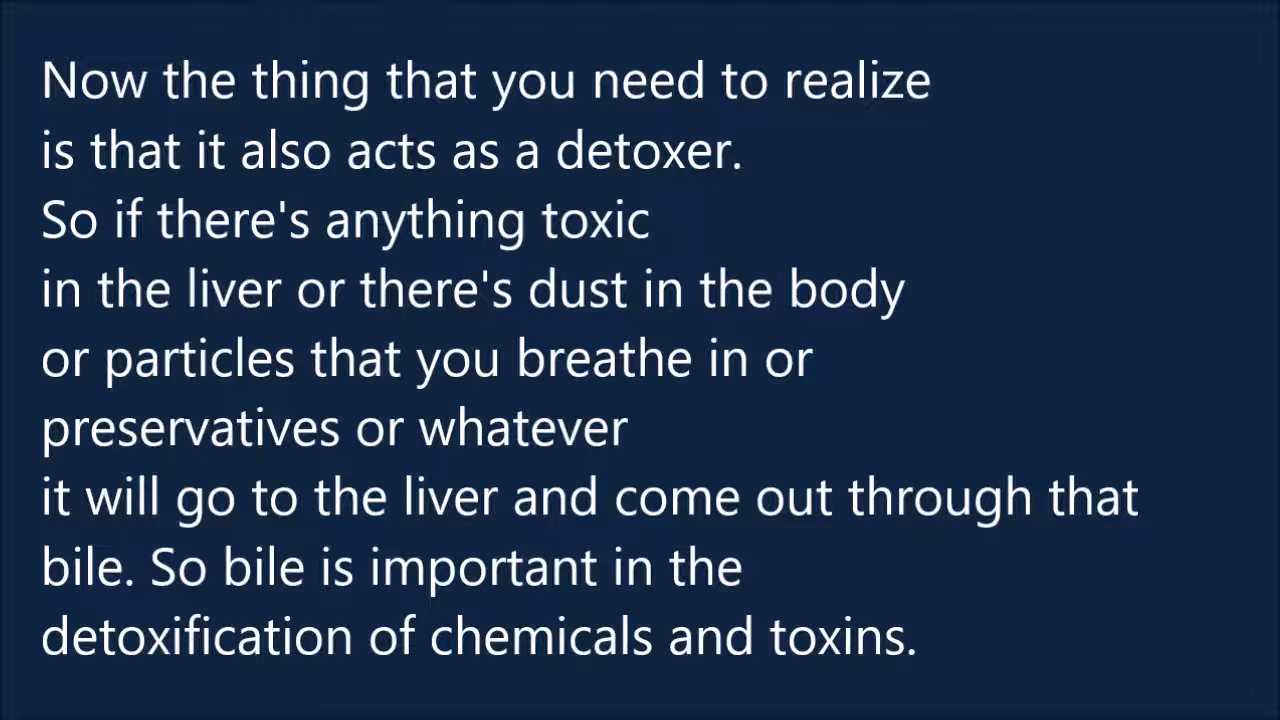 Now the thing that you need to realize
is that it also acts as a detoxer.
So if there's anything toxic
in the liver or there's dust in the body
or particles that you breathe in or
preservatives or whatever
it will go to the liver and come out through that
bile. So bile is important in the
detoxification of chemicals and toxins.